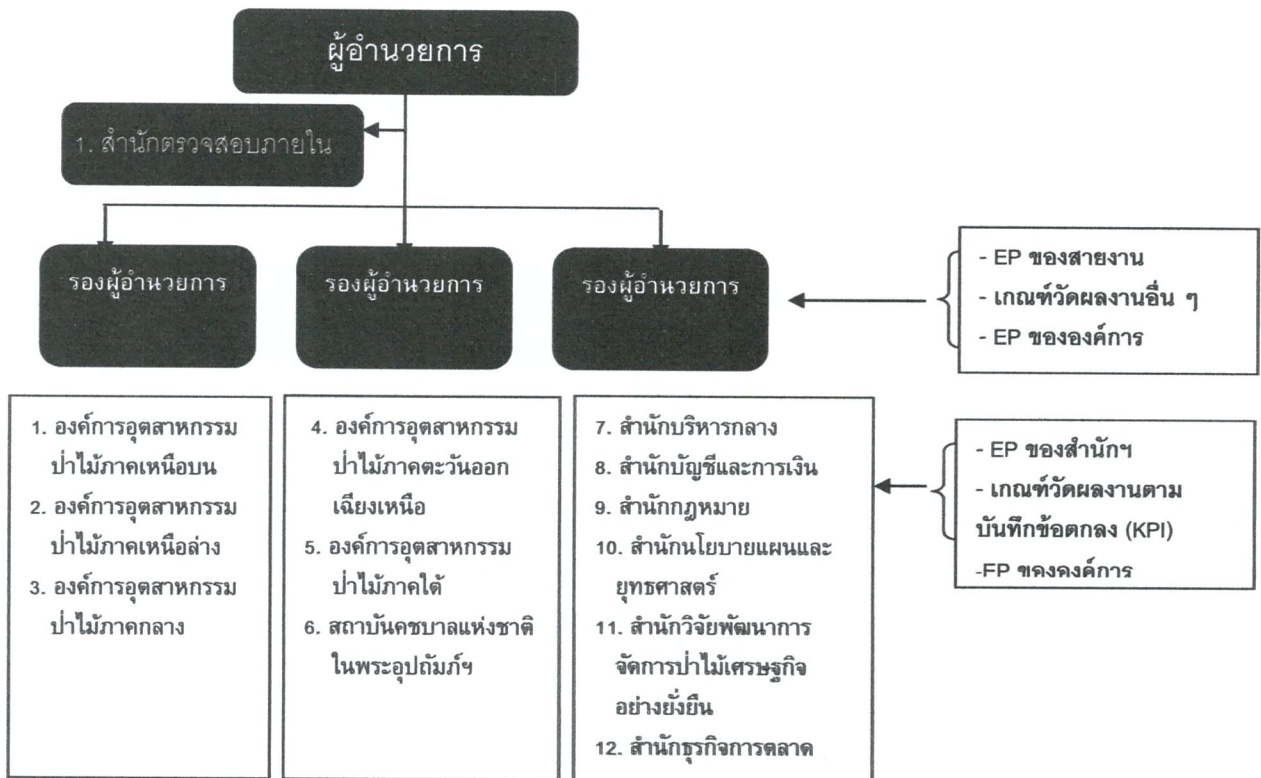 ผู้อำนวยการ
1. สำนักตรวจสอบภายใน
รองผู้อำนวยการ
รองผู้อำนวยการ
รองผู้อำนวยการ
- EP ของสายงาน
- เกณฑ์วัดผลงานอื่น ๆ
- EP ขององค์การ
1. องค์การอุตสาหกรรม
ป่าไม้ภาคเหนือบน
2. องค์การอุตสาหกรรม
ป่าไม้ภาคเหนือล่าง
3. องค์การอุตสาหกรรม
ป่าไม้ภาคกลาง
4. องค์การอุตสาหกรรม
ป่าไม้ภาคตะวันออก
เฉียงเหนือ
5. องค์การอุตสาหกรรม
ป่าไม้ภาคใต้
6. สถาบันคชบาลแห่งชาติ
ในพระอุปถัมภ์ฯ
7. สำนักบริหารกลาง
8. สำนักบัญชีและการเงิน
9. สำนักกฎหมาย
10. สำนักนโยบายแผนและ
ยุทธศาสตร์
11. สำนักวิจัยพัฒนาการ
จัดการป่าไม้เศรษฐกิจ
อย่างยั่งยืน
12. สำนักธุรกิจการตลาด
- EP ของสำนักฯ
- เกณฑ์วัดผลงานตาม
บันทึกข้อตกลง (KPI)
-EP ขององค์การ